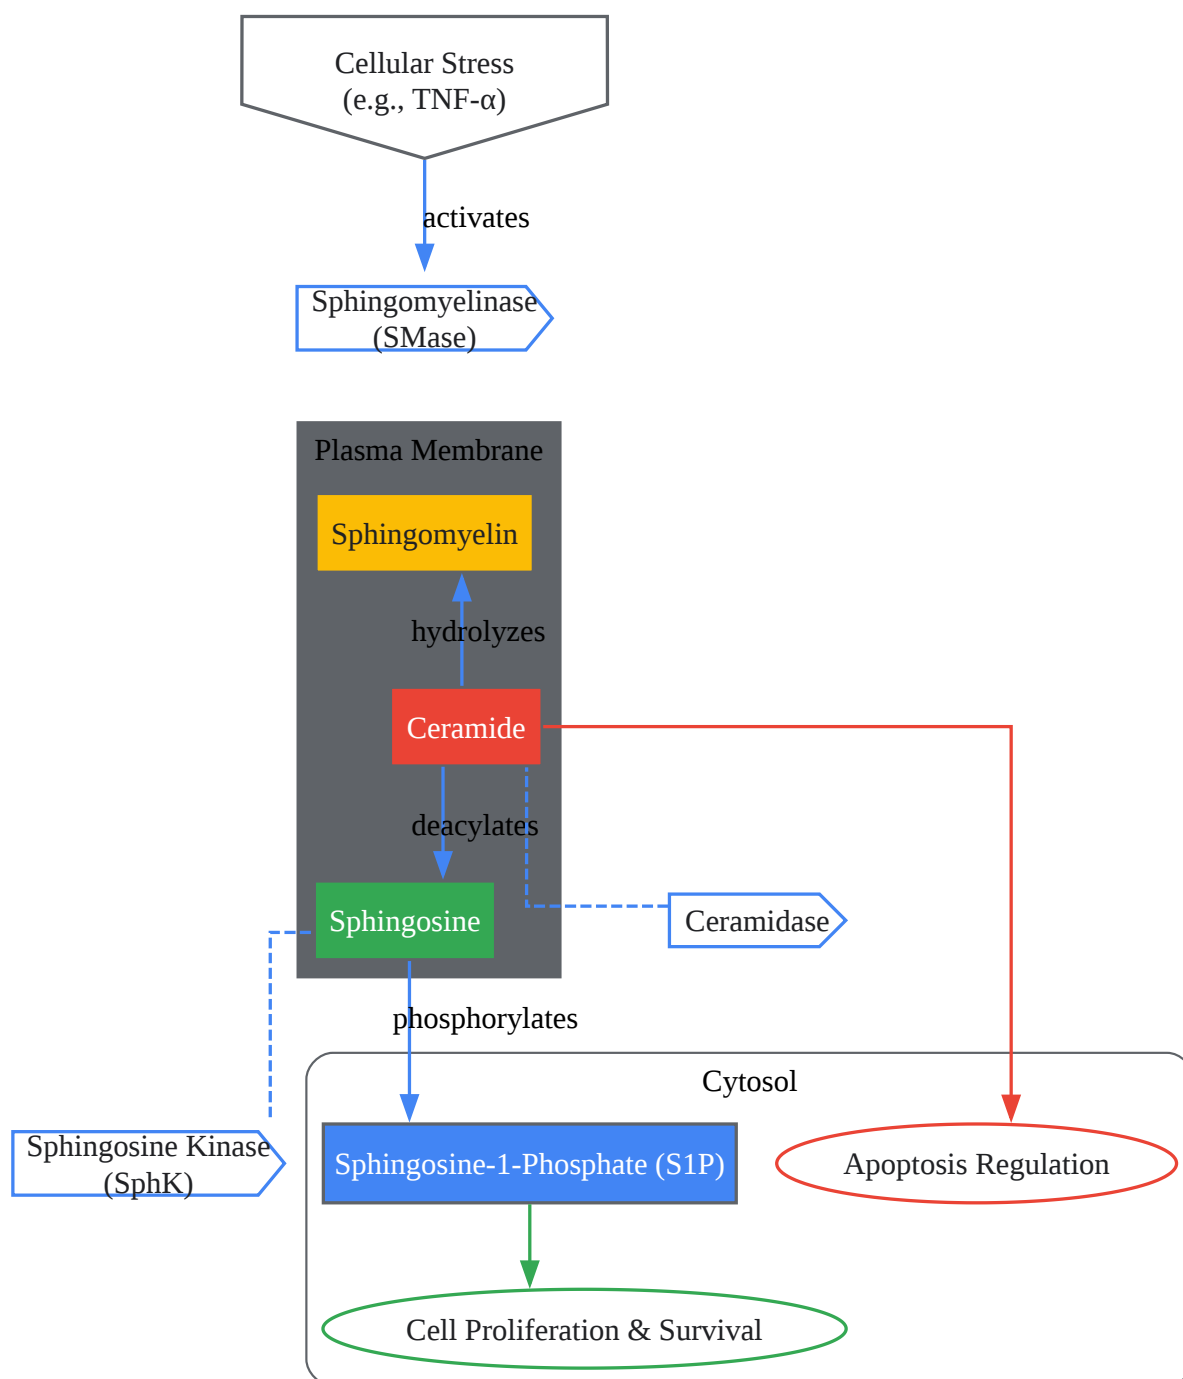 Cellular Stress
(e.g., TNF-α)
activates
Sphingomyelinase
(SMase)
Plasma Membrane
Sphingomyelin
hydrolyzes
Ceramide
deacylates
Sphingosine
Ceramidase
phosphorylates
Cytosol
Sphingosine Kinase
(SphK)
Sphingosine-1-Phosphate (S1P)
Apoptosis Regulation
Cell Proliferation & Survival